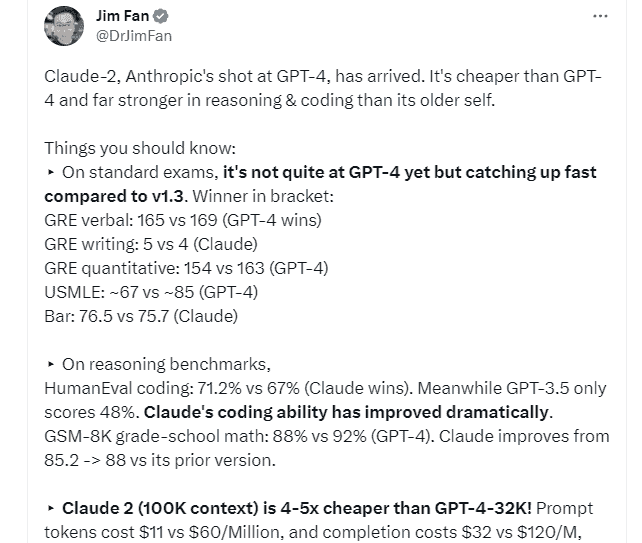 Jim Fan
@DrJimFan
Claude-2, Anthropic's shot at GPT-4, has arrived. It's cheaper than GPT-
4 and far stronger in reasoning & coding than its older self.
Things you should know:
‣ On standard exams, it's not quite at GPT-4 yet but catching up fast
compared to v1.3. Winner in bracket:
GRE verbal: 165 vs 169 (GPT-4 wins)
GRE writing: 5 vs 4 (Claude)
GRE quantitative: 154 vs 163 (GPT-4)
USMLE: ~67 vs ~85 (GPT-4)
Bar: 76.5 vs 75.7 (Claude)
‣ On reasoning benchmarks,
HumanEval coding: 71.2% vs 67% (Claude wins). Meanwhile GPT-3.5 only
scores 48%. Claude's coding ability has improved dramatically.
GSM-8K grade-school math: 88% vs 92% (GPT-4). Claude improves from
85.2 -> 88 vs its prior version.
‣ Claude 2 (100K context) is 4-5x cheaper than GPT-4-32K! Prompt
tokens cost $11 vs $60/Million, and completion costs $32 vs $120/M,